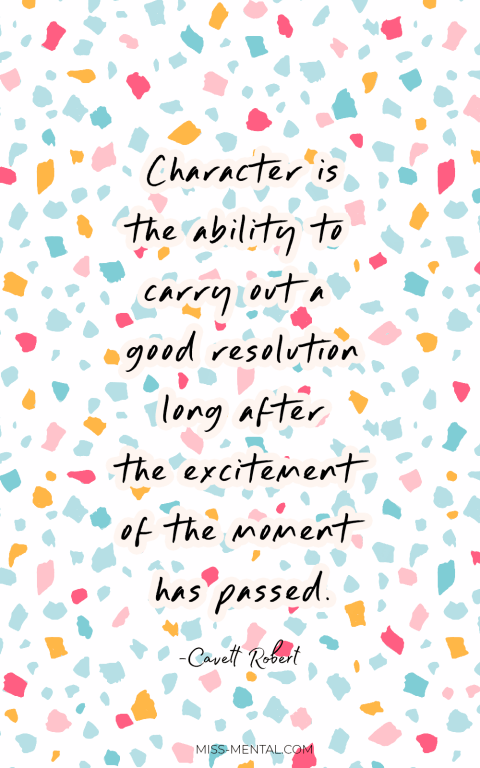 Character is
the ability to
carry out a
good resolution
long after
the excitement
of the moment
has passed.
-Cavett Robert
MISS-MENTAL.COM